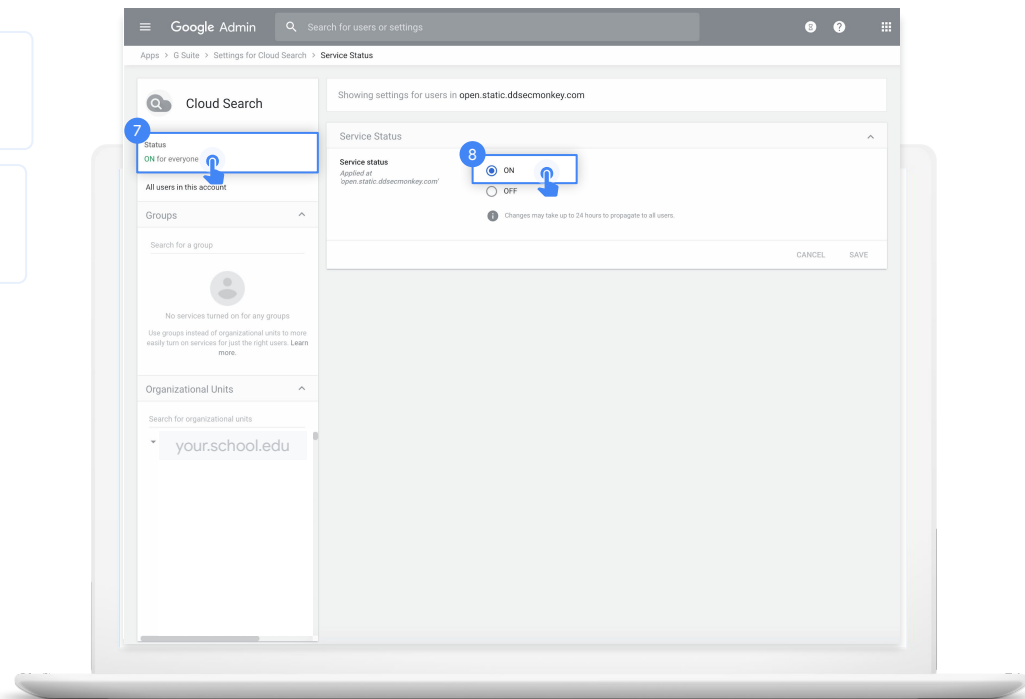 Google Admin
Search for users or settings
S
?
Apps > G Suite > Settings for Cloud Search > Service Status
Cloud Search
Showing settings for users in open.static.ddsecmonkey.com
7
Status
ON for everyone
All users in this account
Groups
Search for a group
No services turned on for any groups
Use groups instead of organizational units to more
easily turn on services for just the right users. Learn
more.
Organizational Units
Search for organizational units
your.school.edu
Service Status
8
Service status
Applied at
'open.static.ddsecmonkey.com'
ON
OFF
i
Changes may take up to 24 hours to propagate to all users.
CANCEL SAVE